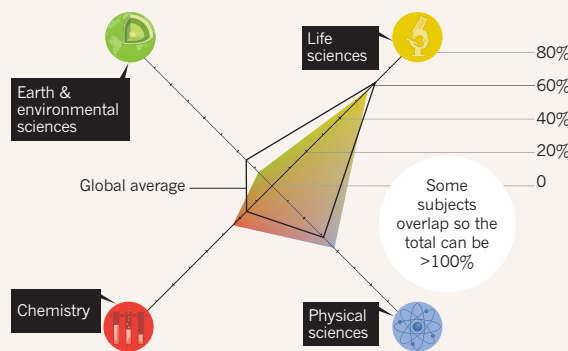 Life
sciences
80%
60%
40%
20%
0
Earth &
environmental
sciences
Global average
Some
subjects
overlap so the
total can be
>100%
Chemistry
Physical
sciences